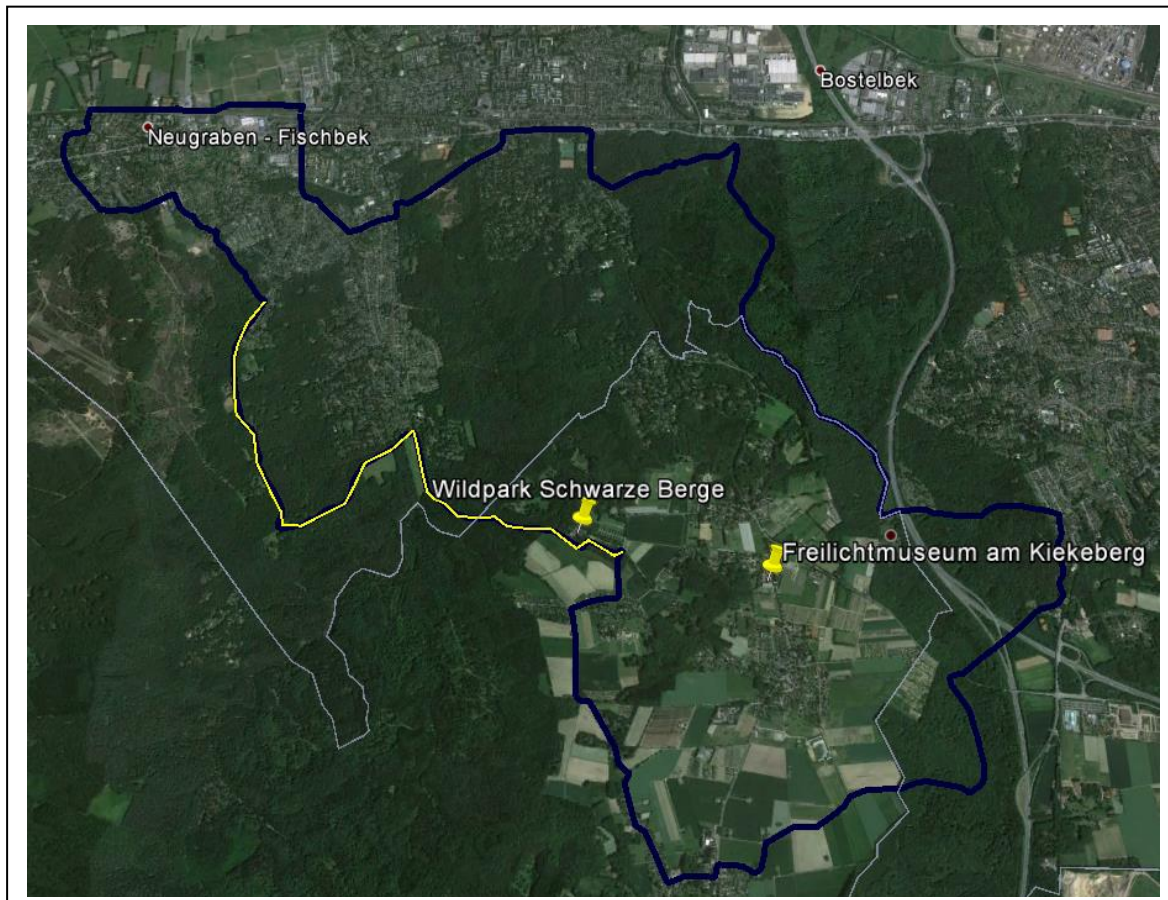 Bostelbek
Neugraben - Fischbek
Wildpark Schwarze Berge
Freilichtmuseum am Kiekeberg